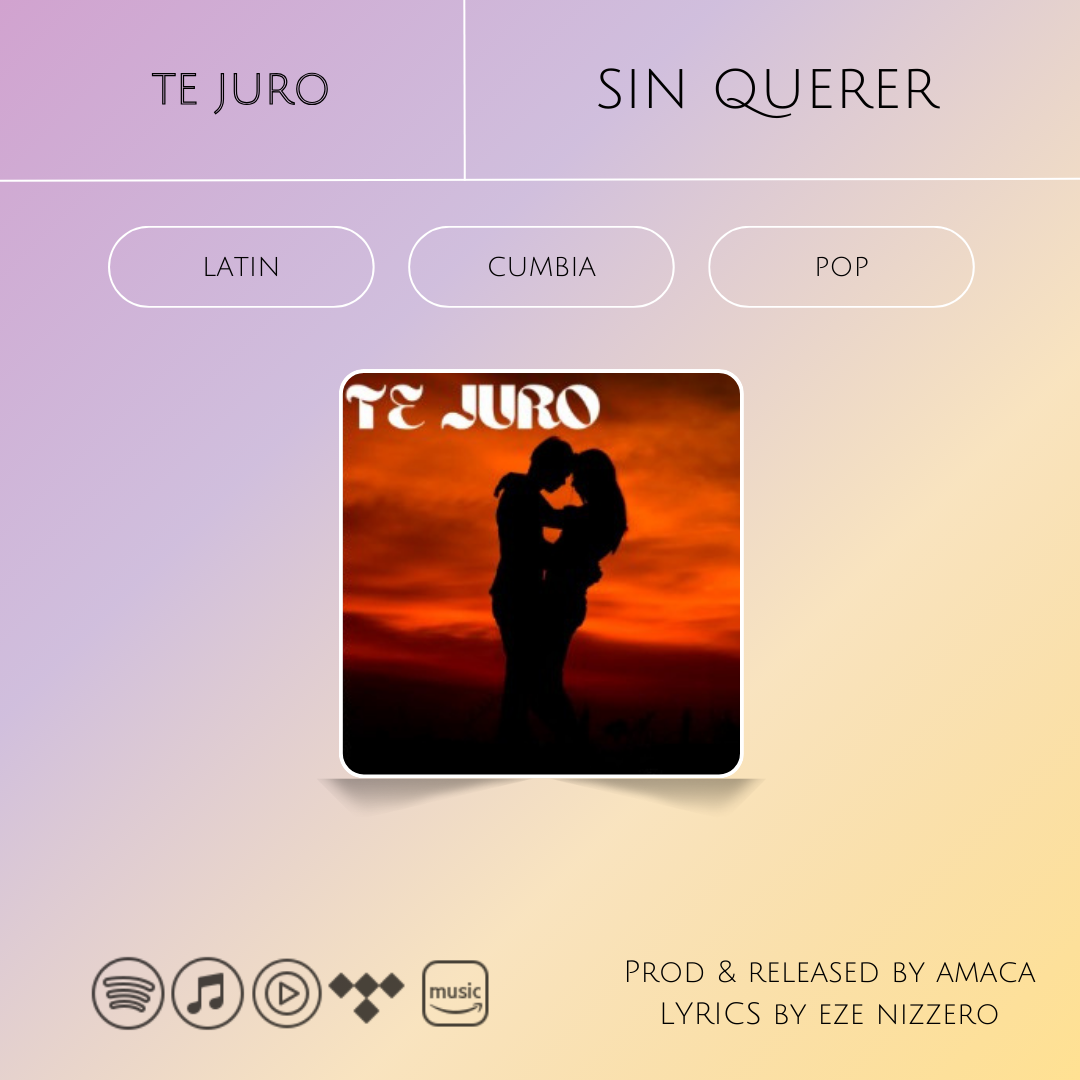 TE JURO
SIN QUERER
LATIN
CUMBIA
POP
TE JURO
music
PROD & RELEASED BY AMACA
LYRICS BY EZE NIZZERO